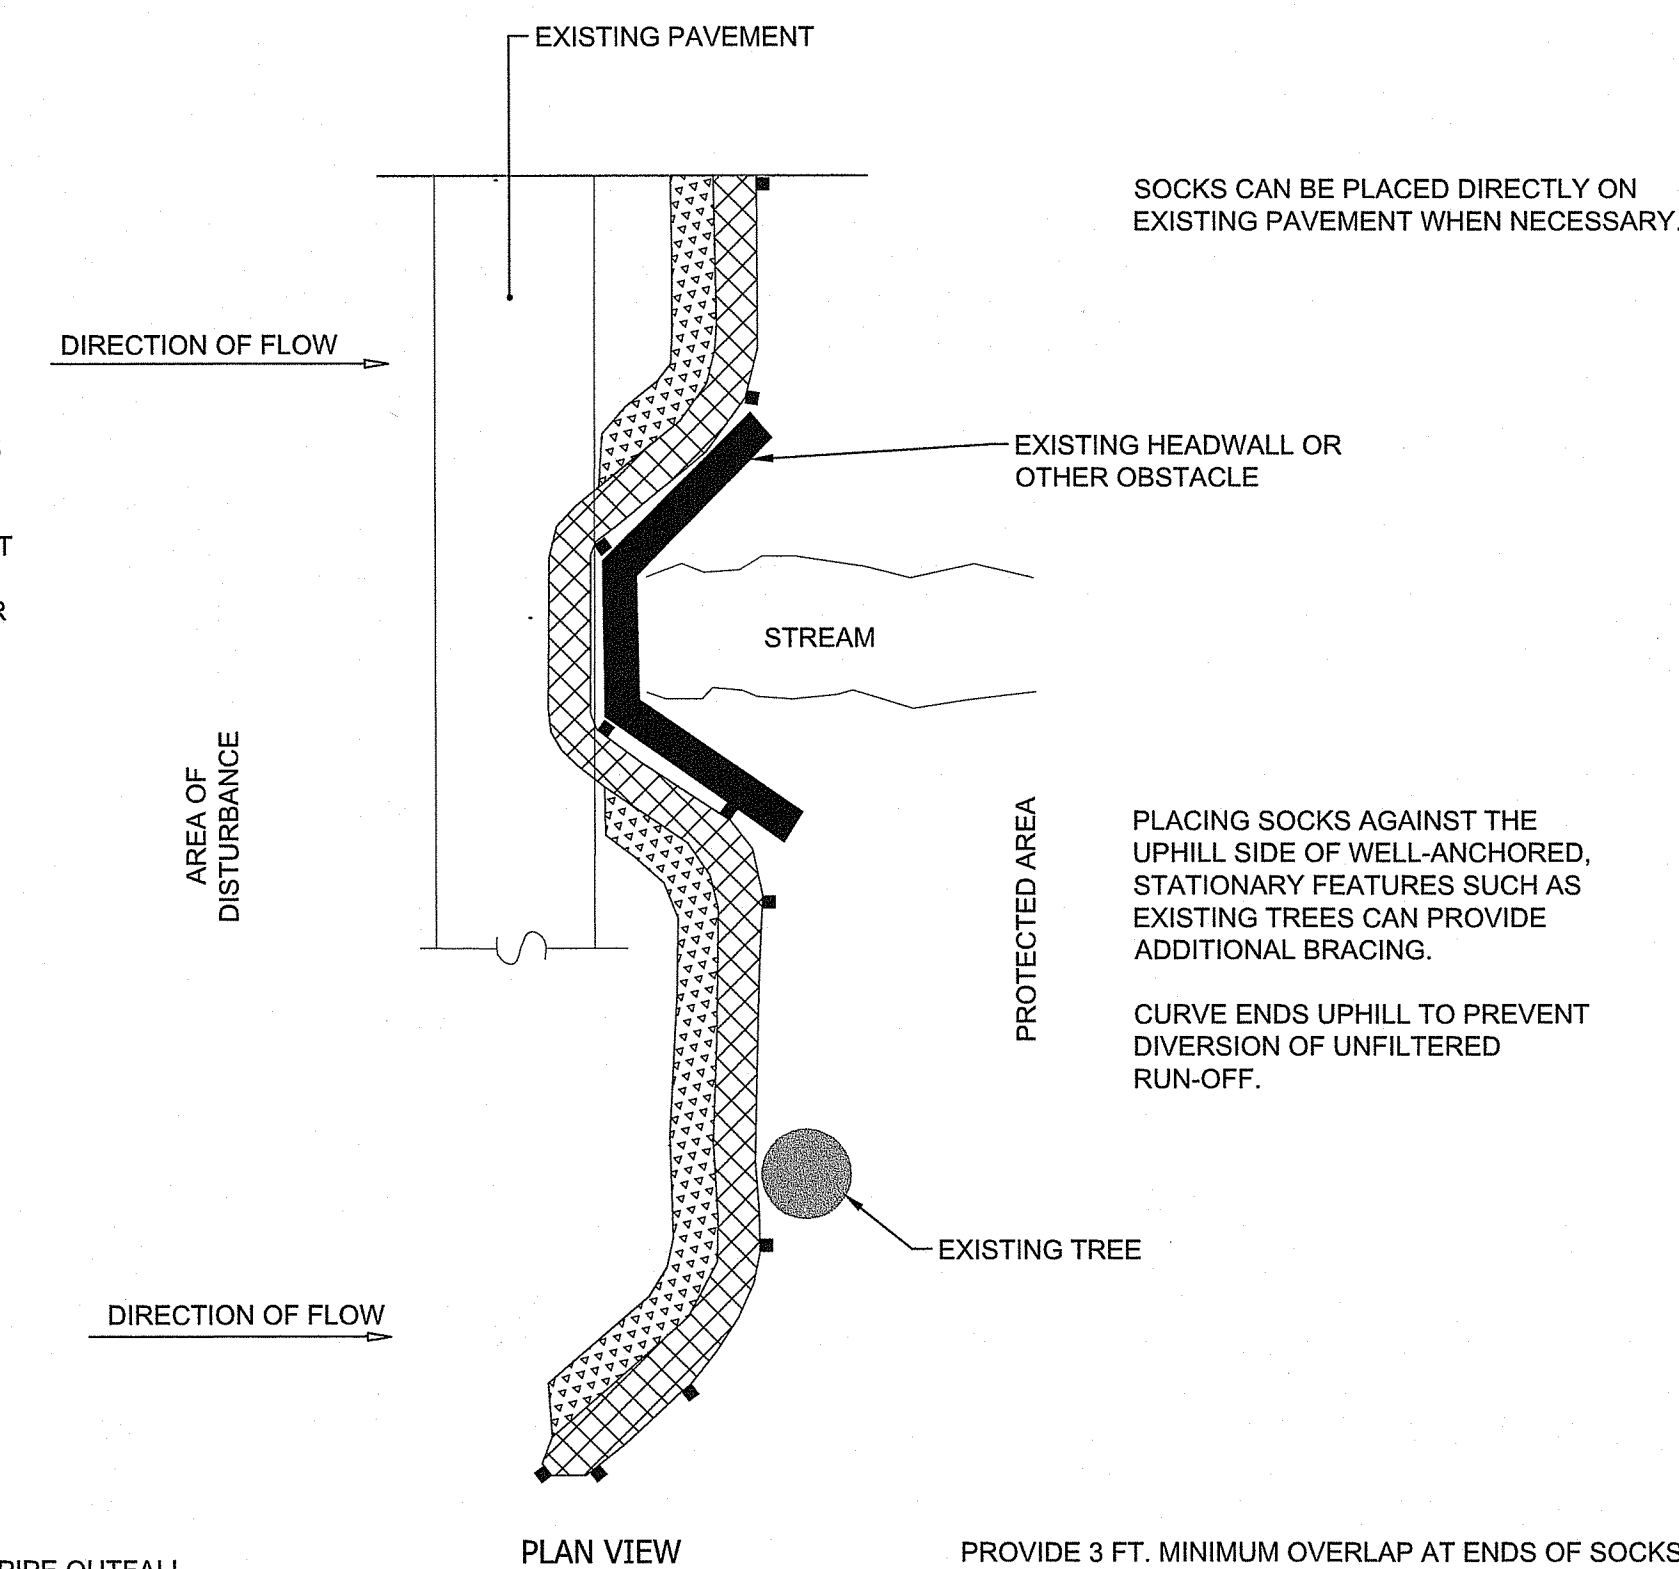 EXISTING PAVEMENT
SOCKS CAN BE PLACED DIRECTLY ON
EXISTING PAVEMENT WHEN NECESSARY.
DIRECTION OF FLOW
EXISTING HEADWALL OR
OTHER OBSTACLE
STREAM
AREA OF
DISTURBANCE
PROTECTED AREA
PLACING SOCKS AGAINST THE
UPHILL SIDE OF WELL-ANCHORED,
STATIONARY FEATURES SUCH AS
EXISTING TREES CAN PROVIDE
ADDITIONAL BRACING.
CURVE ENDS UPHILL TO PREVENT
DIVERSION OF UNFILTERED
RUN-OFF.
EXISTING TREE
DIRECTION OF FLOW
PLAN VIEW
PROVIDE 3 FT. MINIMUM OVERLAP AT ENDS OF SOCKS
PIPE OUTFALL